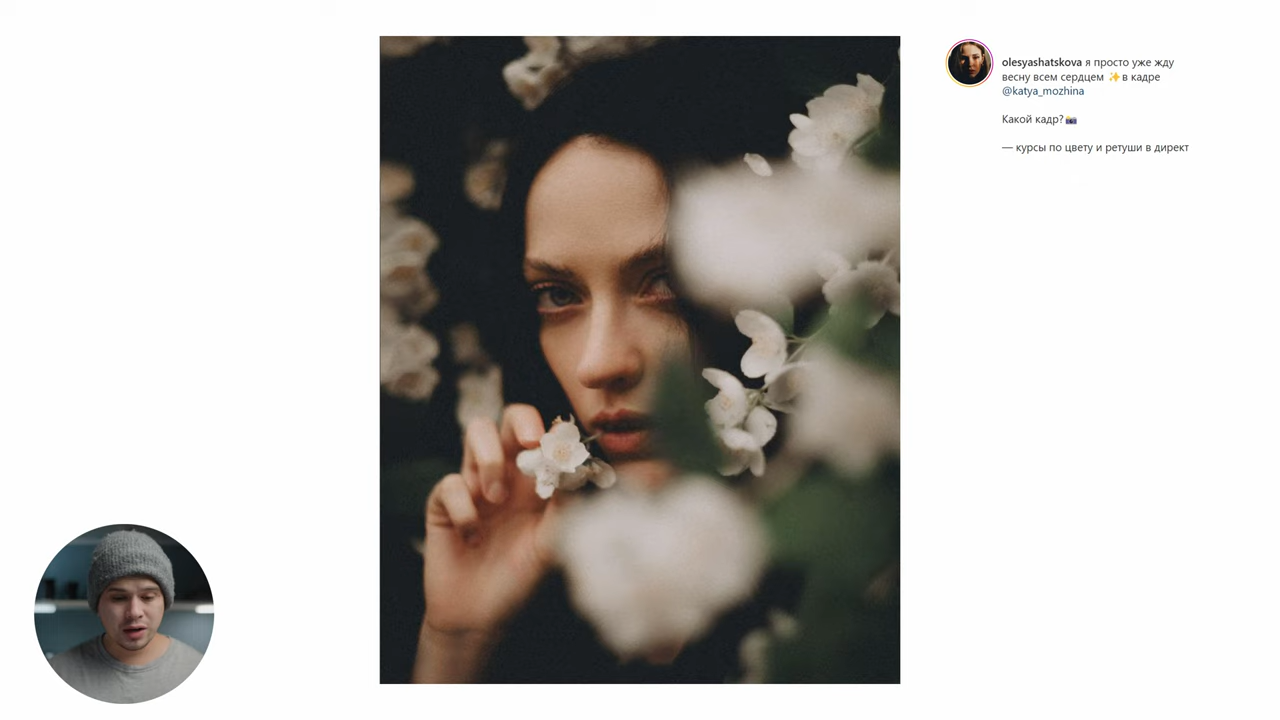 olesyashatskova я просто уже жду
весну всем сердцем ✨в кадре
@katya_mozhina
Какой кадр?📸
— курсы по цвету и ретуши в директ